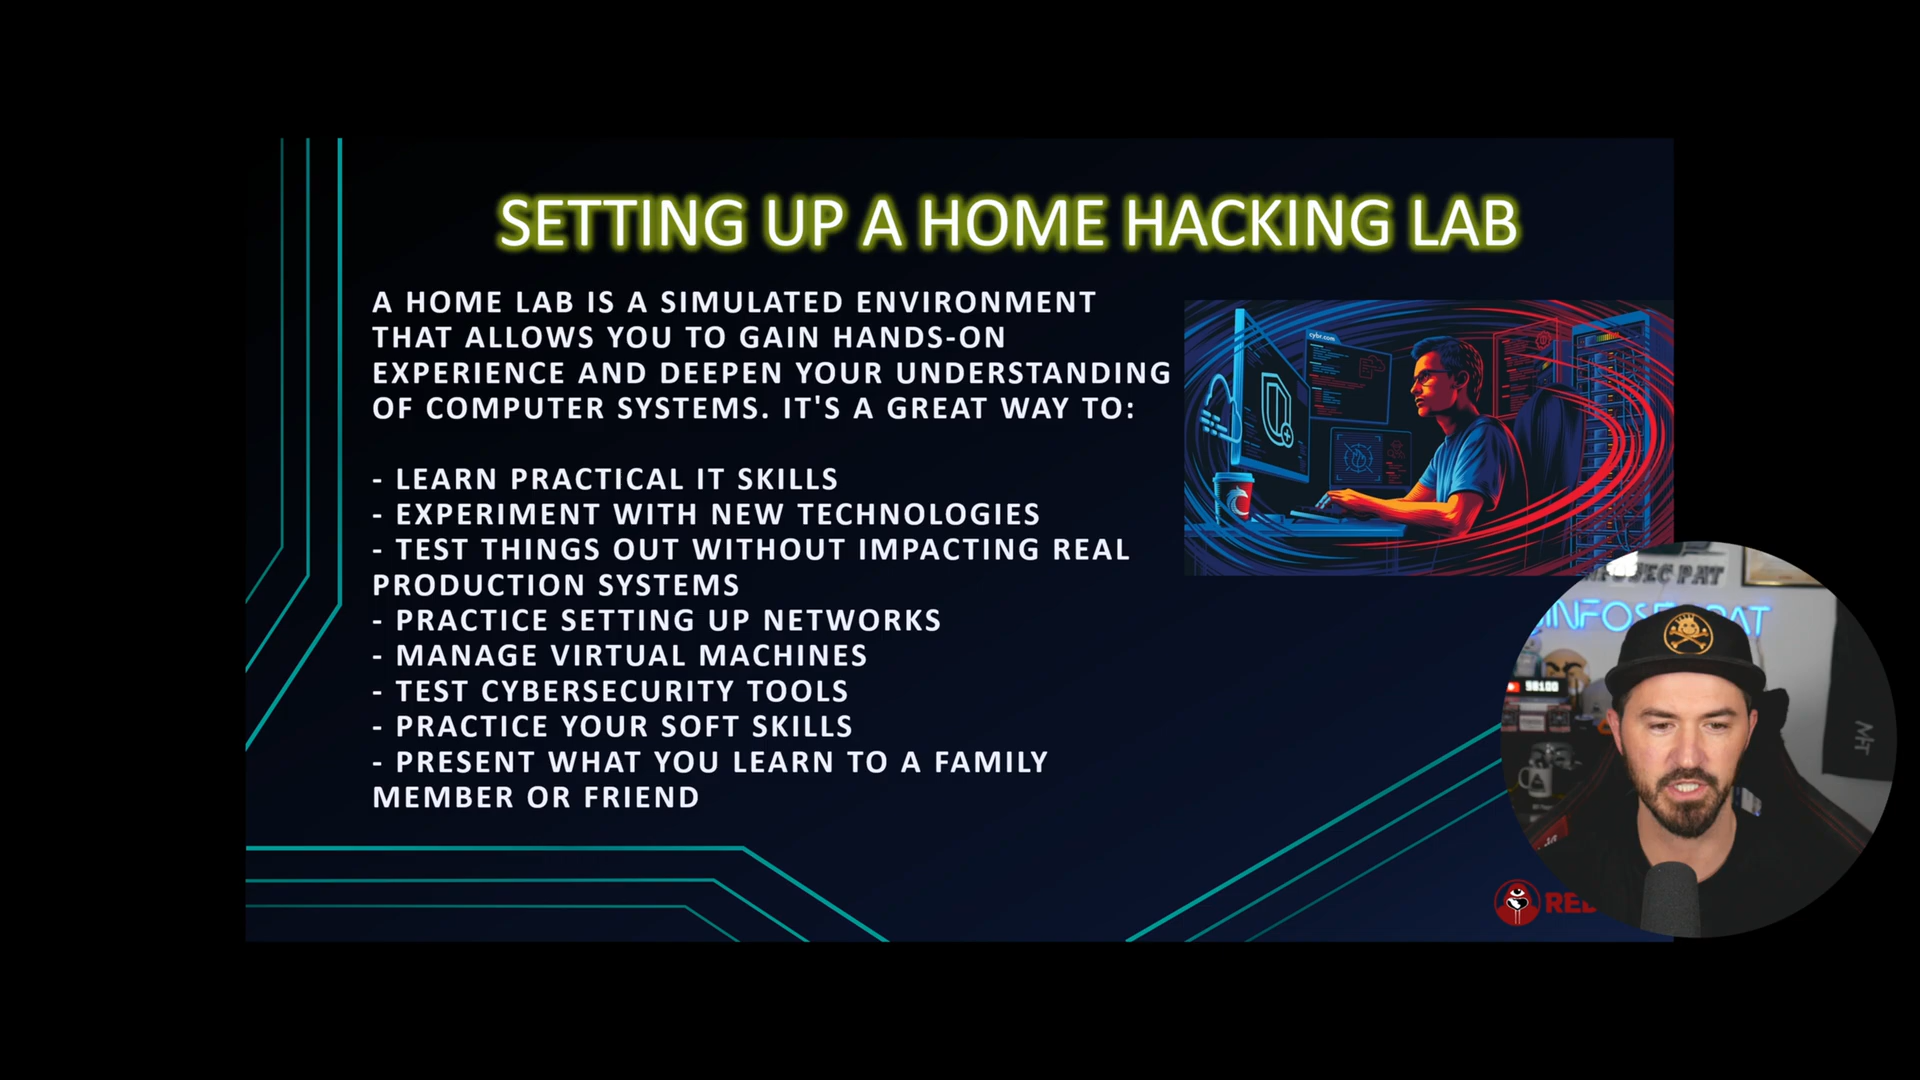 SETTING UP A HOME HACKING LAB
A HOME LAB IS A SIMULATED ENVIRONMENT
THAT ALLOWS YOU TO GAIN HANDS-ON
EXPERIENCE AND DEEPEN YOUR UNDERSTANDING
OF COMPUTER SYSTEMS. IT'S A GREAT WAY TO:
- LEARN PRACTICAL IT SKILLS
- EXPERIMENT WITH NEW TECHNOLOGIES
- TEST THINGS OUT WITHOUT IMPACTING REAL
PRODUCTION SYSTEMS
- PRACTICE SETTING UP NETWORKS
- MANAGE VIRTUAL MACHINES
- TEST CYBERSECURITY TOOLS
- PRACTICE YOUR SOFT SKILLS
- PRESENT WHAT YOU LEARN TO A FAMILY
MEMBER OR FRIEND
cybr.com
PAT